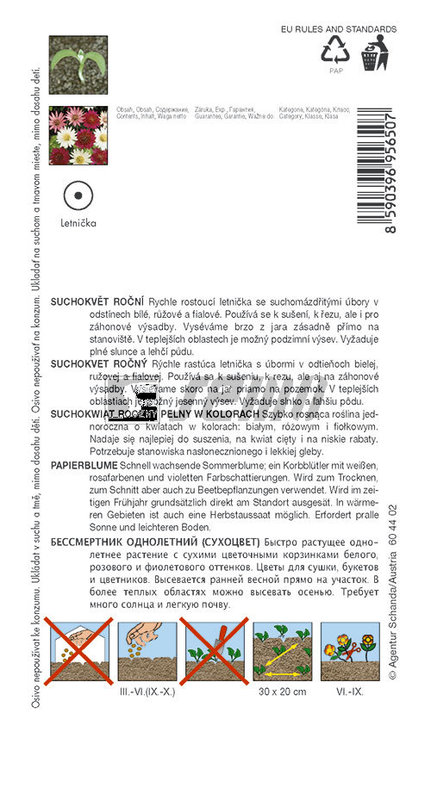 EU RULES AND STANDARDS
PAP
Obsah, Obsah, Содержание,
Contents, Inhalt, Waga netto
Záruka, Exp., Гарантия,
Guarantee, Garantie, Ważne do
Kategorie, Kategória, Класс,
Category, Klasse, Klasa
8 590396 956507
Letnička
Osivo nepoužívat ke konzumu. Ukládat v suchu a tmě, mimo dosahu dětí. Osivo nepoužívať na konzum. Ukladať na suchom a tmavom mieste, mimo dosahu detí.
SUCHOKVĚT ROČNÍ Rychle rostoucí letnička se suchomázdřitými úbory v
odstínech bílé, růžové a fialové. Používá se k sušení, k řezu, ale i pro
záhonové výsadby. Vyséváme brzo z jara zásadně přímo na
stanoviště. V teplejších oblastech je možný podzimní výsev. Vyžaduje
plné slunce a lehčí půdu.
SUCHOKVET ROČNÝ Rýchle rastúca letnička s úbormi v odtieňoch bielej,
ružovej a fialovej. Používa sa k sušeniu, k rezu, ale aj na záhonové
výsadby. skoro na jar priamo na pozemok. V teplejších
oblastiach je možný jesenný výsev. Vyžaduje slnko a ľahšiu pôdu.
SUCHOKWIAT ROCZNY PEŁNY W KOLORACH Szybko rosnąca roślina jed-
noroczna o kwiatach w kolorach: białym, różowym i fiołkowym.
Nadaje się najlepiej do suszenia, na kwiat cięty i na niskie rabaty.
Potrzebuje stanowiska nasłonecznionego i lekkiej gleby.
PAPIERBLUME Schnell wachsende Sommerblume; ein Korbblütler mit weißen,
rosafarbenen und violetten Farbschattierungen. Wird zum Trocknen,
zum Schnitt aber auch zu Beetbepflanzungen verwendet. Wird im zei-
tigen Frühjahr grundsätzlich direkt am Standort ausgesät. In wärme-
ren Gebieten ist auch eine Herbstaussaat möglich. Erfordert pralle
Sonne und leichteren Boden.
БЕССМЕРТНИК ОДНОЛЕТНИЙ (СУХОЦВЕТ) Быстро растущее одно-
летнее растение с сухими цветочными корзинками белого,
розового и фиолетового оттенков. Цветы для сушки, букетов
и цветников. Высевается ранней весной прямо на участок. В
более теплых областях можно высевать осенью. Требует
много солнца и легкую почву.
III.-VI.(IX.-X.)
30 x 20 cm
VI.-IX.
© Agentur Schanda/Austria 60 44 02